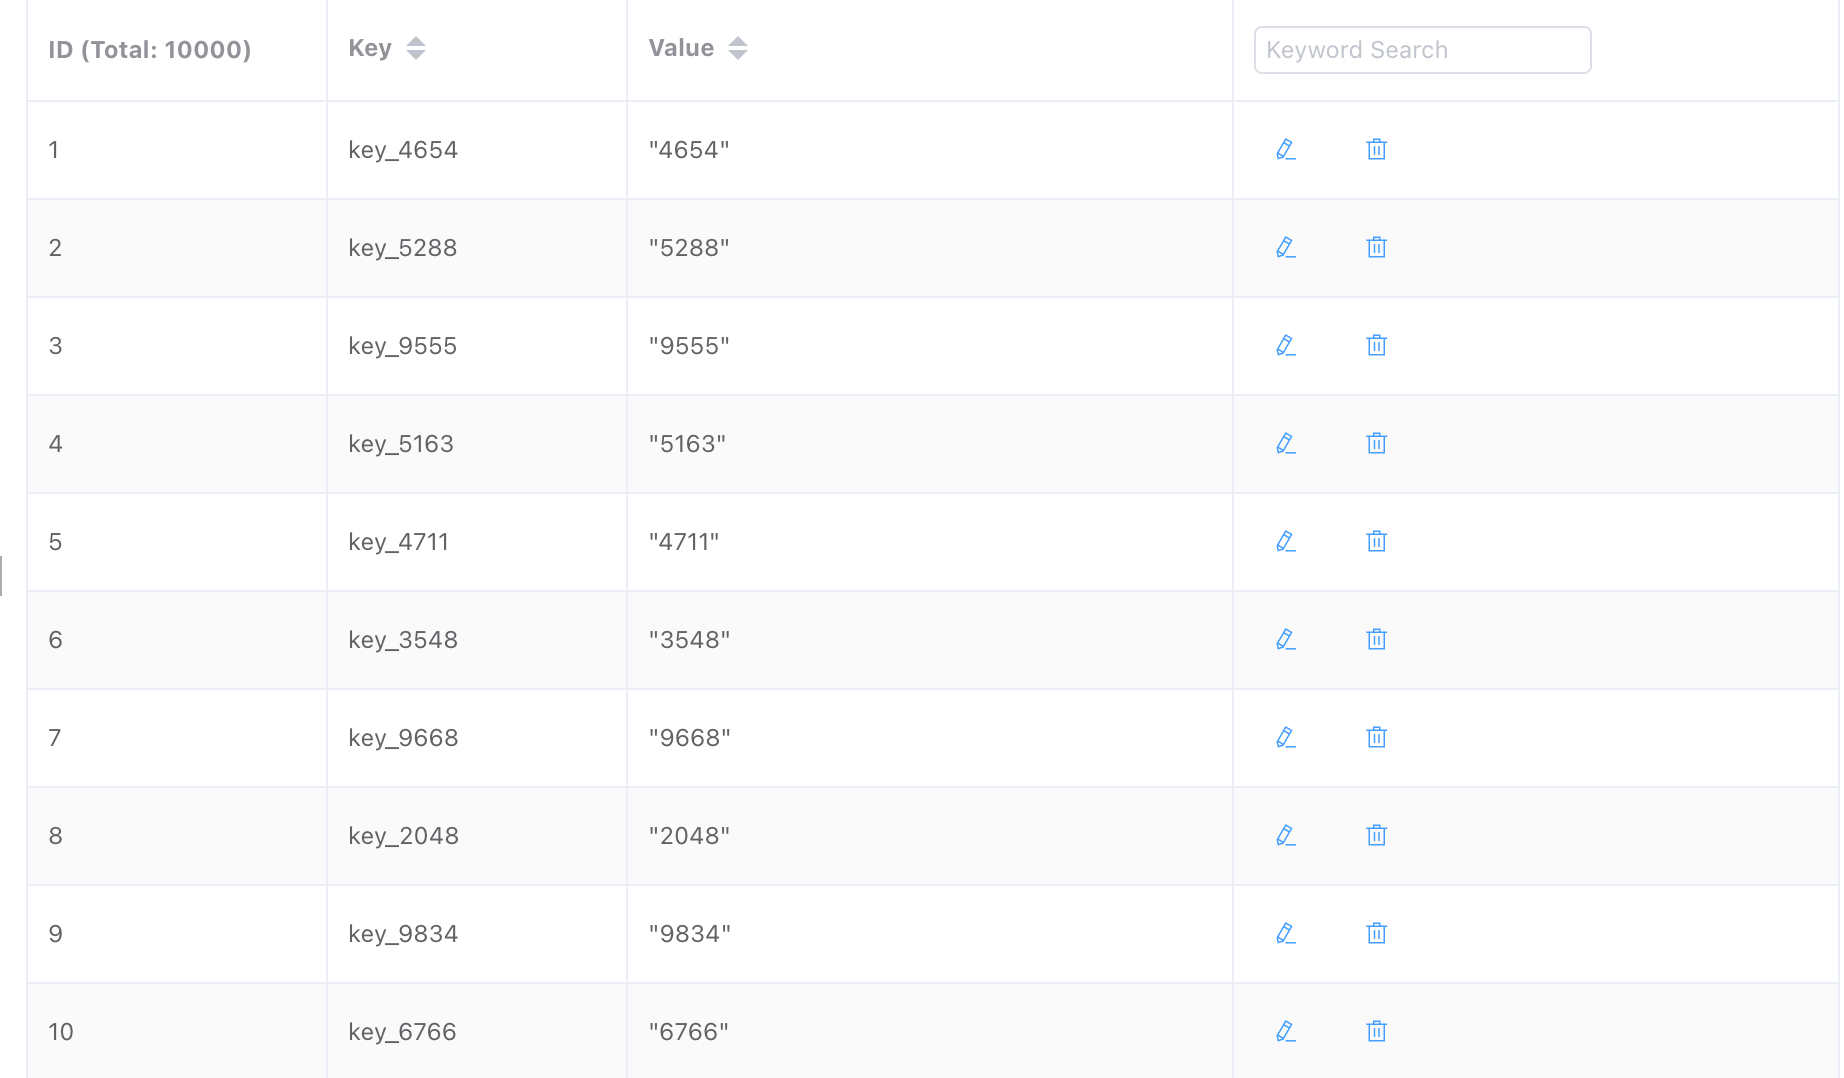 ID (Total: 10000) Key Value Keyword Search
1 key_4654 "4654"
2 key_5288 "5288"
3 key_9555 "9555"
4 key_5163 "5163"
5 key_4711 "4711"
6 key_3548 "3548"
7 key_9668 "9668"
8 key_2048 "2048"
9 key_9834 "9834"
10 key_6766 "6766"